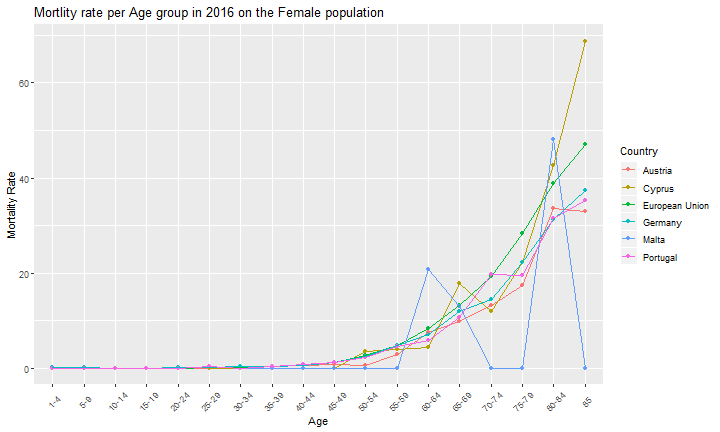 Mortlity rate per Age group in 2016 on the Female population
Mortality Rate
60
40
20
0
1-4
5-9
10-14
15-19
20-24
25-29
30-34
35-39
40-44
45-49
50-54
55-59
60-64
65-69
70-74
75-79
80-84
85
Age
Country
Austria
Cyprus
European Union
Germany
Malta
Portugal